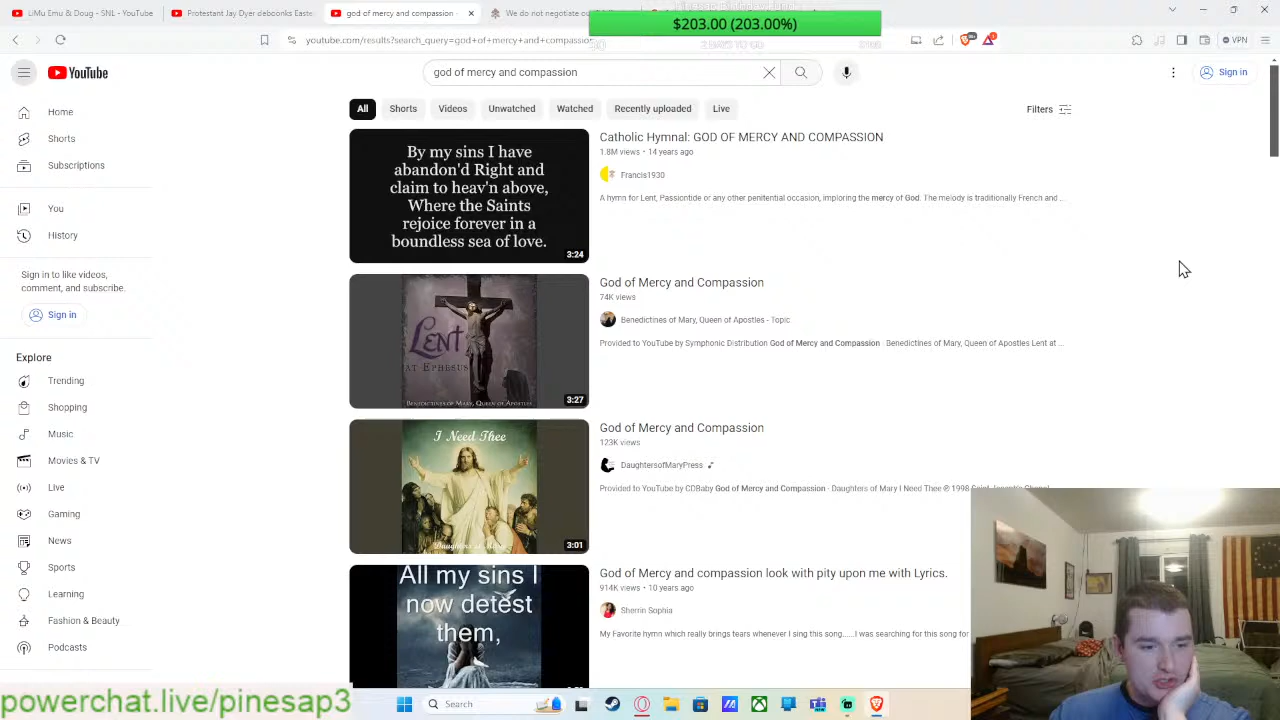 EMU Tutor - SNL - YouTube
Protestant Jay Dyer
god of mercy and compassion
We do not negotiate
$203.00 (203.00%)
youtube.com/results?search_query=god+of+mercy+and+compassion
VPN
YouTube
god of mercy and compassion
Sign in
Home
Shorts
Subscriptions
You
History
Sign in to like videos,
comment, and subscribe.
Sign in
Explore
Trending
Shopping
Music
Movies & TV
Live
Gaming
News
Sports
Learning
Fashion & Beauty
Podcasts
All
Shorts
Videos
Unwatched
Watched
Recently uploaded
Live
Filters
By my sins I have
abandon'd Right and
claim to heav'n above,
Where the Saints
rejoice forever in a
boundless sea of love.
3:24
Catholic Hymnal: GOD OF MERCY AND COMPASSION
1.8M views • 14 years ago
Francis1930
A hymn for Lent, Passiontide or any other penitential occasion, imploring the mercy of God. The melody is traditionally French and ...
Lent
AT EPHESUS
BENEDICTINES OF MARY, QUEEN OF APOSTLES
3:27
God of Mercy and Compassion
74K views
Benedictines of Mary, Queen of Apostles - Topic
Provided to YouTube by Symphonic Distribution God of Mercy and Compassion · Benedictines of Mary, Queen of Apostles Lent at ...
I Need Thee
Daughters of Mary
3:01
God of Mercy and Compassion
123K views
DaughtersofMaryPress
Provided to YouTube by CDBaby God of Mercy and Compassion · Daughters of Mary I Need Thee ℗ 1998
All my sins I
now detest
them,
God of Mercy and compassion look with pity upon me with Lyrics.
914K views • 10 years ago
Sherrin Sophia
My Favorite hymn which really brings tears whenever I sing this song......I was searching for this song for
powerchat.live/pinesap3
Search